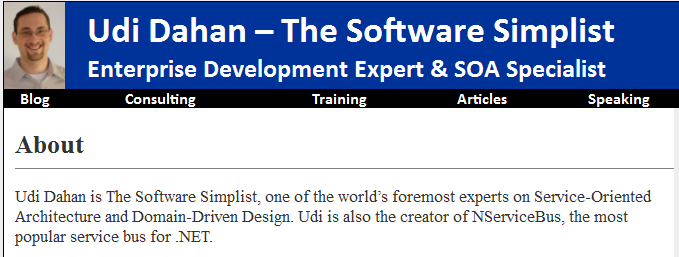 Udi Dahan – The Software Simplist
Enterprise Development Expert & SOA Specialist
Blog Consulting Training Articles Speaking
About
Udi Dahan is The Software Simplist, one of the world’s foremost experts on Service-Oriented
Architecture and Domain-Driven Design. Udi is also the creator of NServiceBus, the most
popular service bus for .NET.